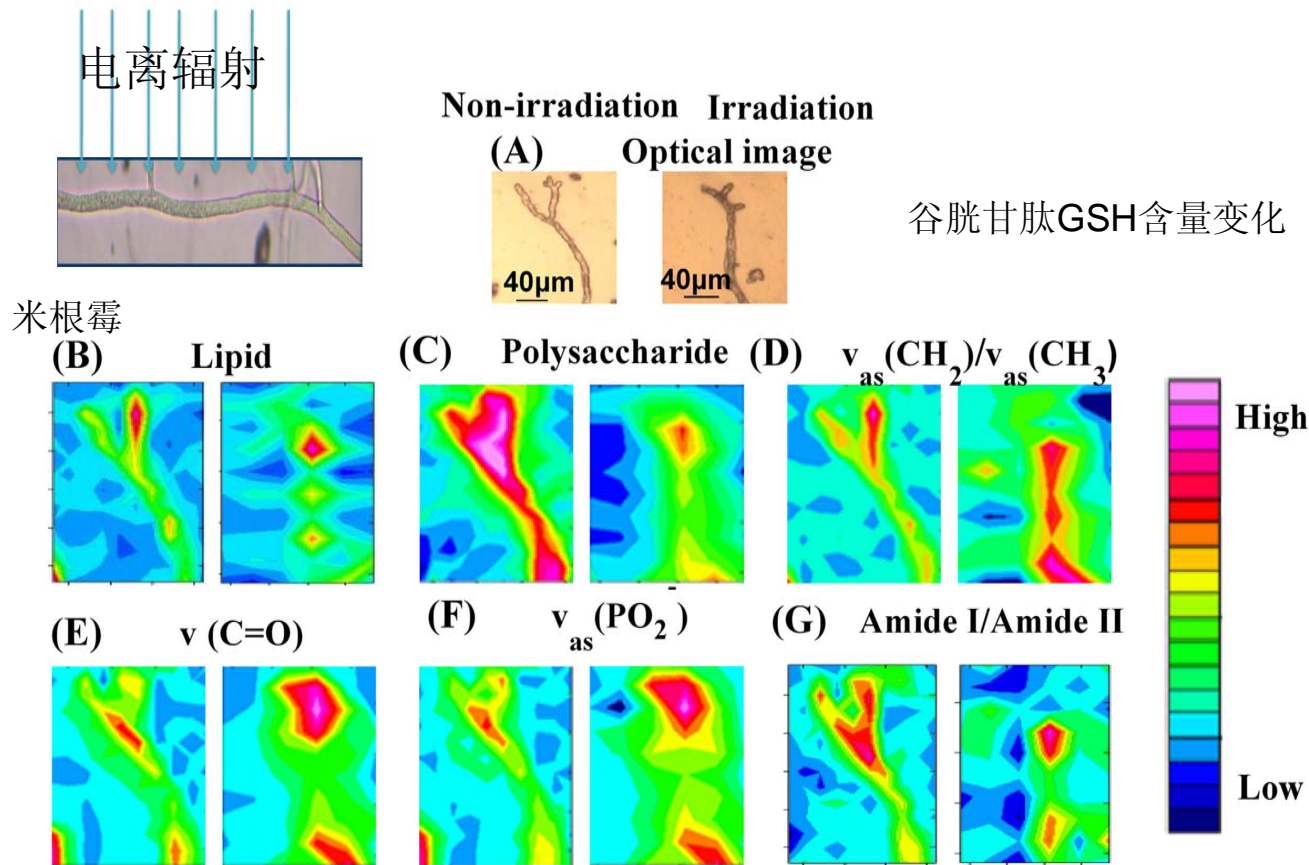 电离辐射
Non-irradiation Irradiation
(A) Optical image
谷胱甘肽GSH含量变化
40μm 40μm
米根霉
(B) Lipid (C) Polysaccharide (D) vas(CH2)/vas(CH3)
High
(E) v (C=O) (F) vas(PO2-) (G) Amide I/Amide II
Low